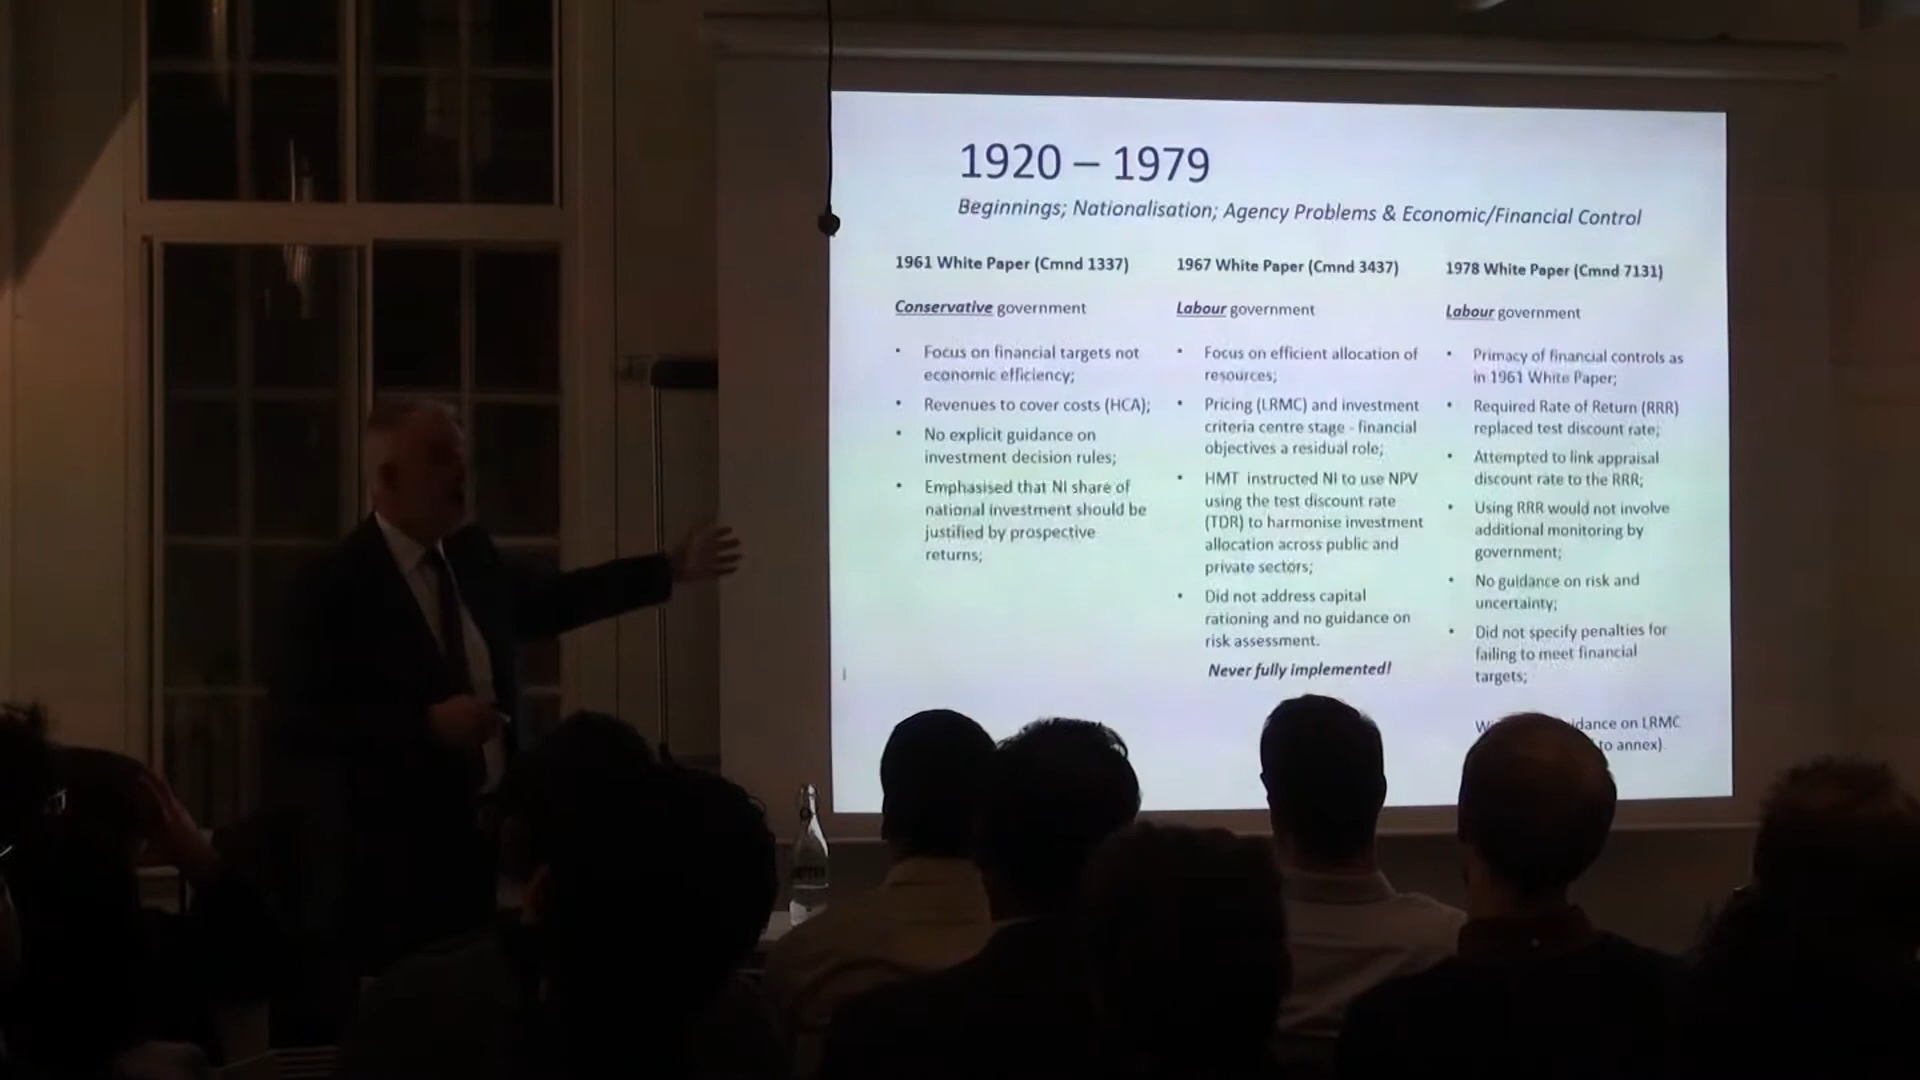 1920 – 1979
Beginnings; Nationalisation; Agency Problems & Economic/Financial Control
1961 White Paper (Cmnd 1337)
Conservative government
• Focus on financial targets not
economic efficiency;
• Revenues to cover costs (HCA);
• No explicit guidance on
investment decision rules;
• Emphasised that NI share of
national investment should be
justified by prospective
returns;
1967 White Paper (Cmnd 3437)
Labour government
• Focus on efficient allocation of
resources;
• Pricing (LRMC) and investment
criteria centre stage - financial
objectives a residual role;
• HMT instructed NI to use NPV
using the test discount rate
(TDR) to harmonise investment
allocation across public and
private sectors;
• Did not address capital
rationing and no guidance on
risk assessment.
Never fully implemented!
1978 White Paper (Cmnd 7131)
Labour government
• Primacy of financial controls as
in 1961 White Paper;
• Required Rate of Return (RRR)
replaced test discount rate;
• Attempted to link appraisal
discount rate to the RRR;
• Using RRR would not involve
additional monitoring by
government;
• No guidance on risk and
uncertainty;
• Did not specify penalties for
failing to meet financial
targets;
on LRMC
to annex).